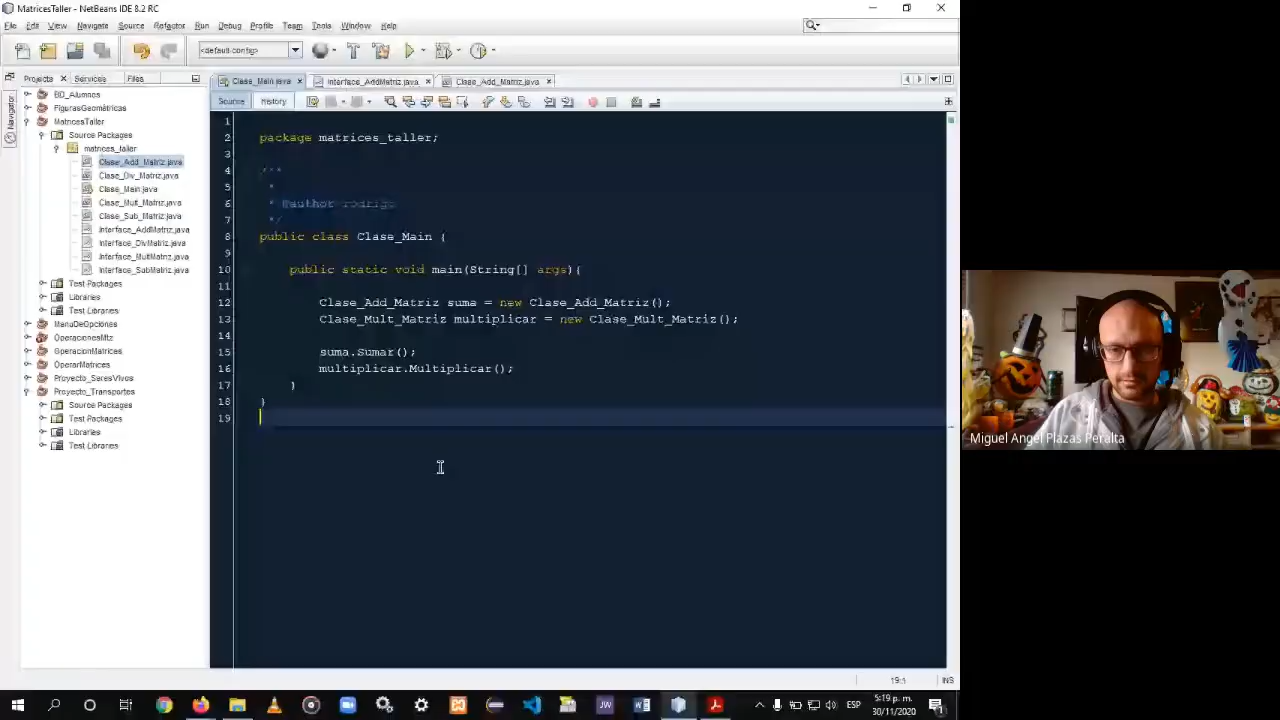 MatricesTaller - NetBeans IDE 8.2 RC
File Edit View Navigate Source Refactor Run Debug Profile Team Tools Window Help
<default config>
Projects Services Files
Clase_Main.java Interface_AddMatriz.java Clase_Add_Matriz.java
Source History
Navigator
BD_Alumnos
FigurasGeométricas
MatricesTaller
Source Packages
matrices_taller
Clase_Add_Matriz.java
Clase_Div_Matriz.java
Clase_Main.java
Clase_Mult_Matriz.java
Clase_Sub_Matriz.java
Interface_AddMatriz.java
Interface_DivMatriz.java
Interface_MultMatriz.java
Interface_SubMatriz.java
Test Packages
Libraries
Test Libraries
MenuDeOpciones
OperacionesMtz
OperacionMatrices
OperarMatrices
Proyecto_SeresVivos
Proyecto_Transportes
Source Packages
Test Packages
Libraries
Test Libraries
1
2 package matrices_taller;
3
4 /**
5 *
6 * @author rodrigo
7 */
8 public class Clase_Main {
9
10 public static void main(String[] args){
11
12 Clase_Add_Matriz suma = new Clase_Add_Matriz();
13 Clase_Mult_Matriz multiplicar = new Clase_Mult_Matriz();
14
15 suma.Sumar();
16 multiplicar.Multiplicar();
17 }
18 }
19
19:1 INS
Miguel Angel Plazas Peralta
JW
ESP
5:19 p. m.
30/11/2020